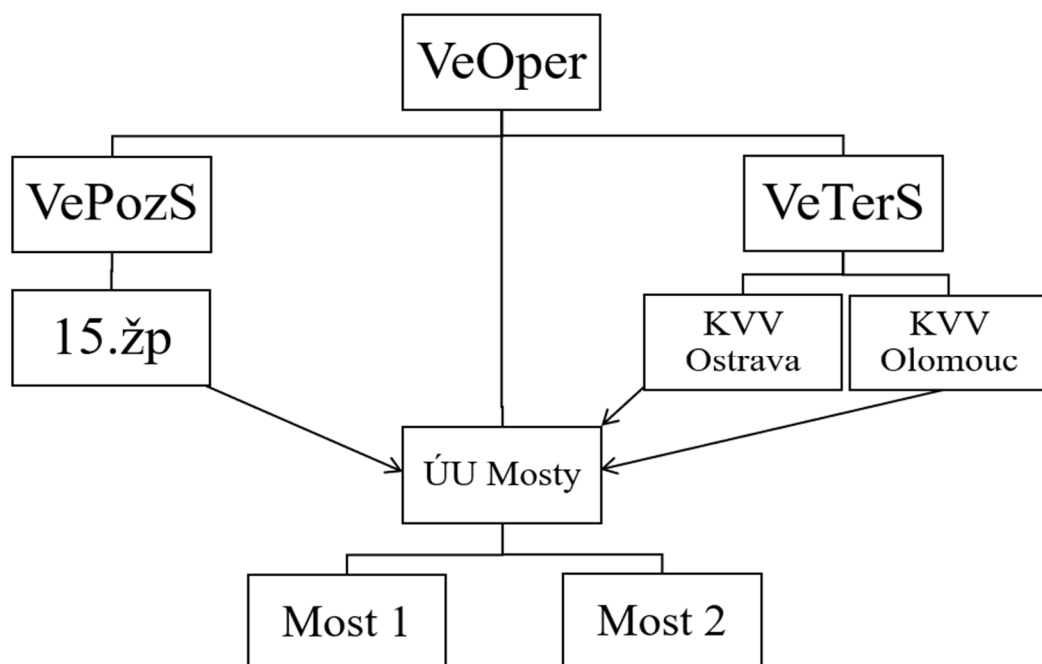 VeOper
VePozS
VeTerS
15.žp
KVV
Ostrava
KVV
Olomouc
ÚU Mosty
Most 1
Most 2